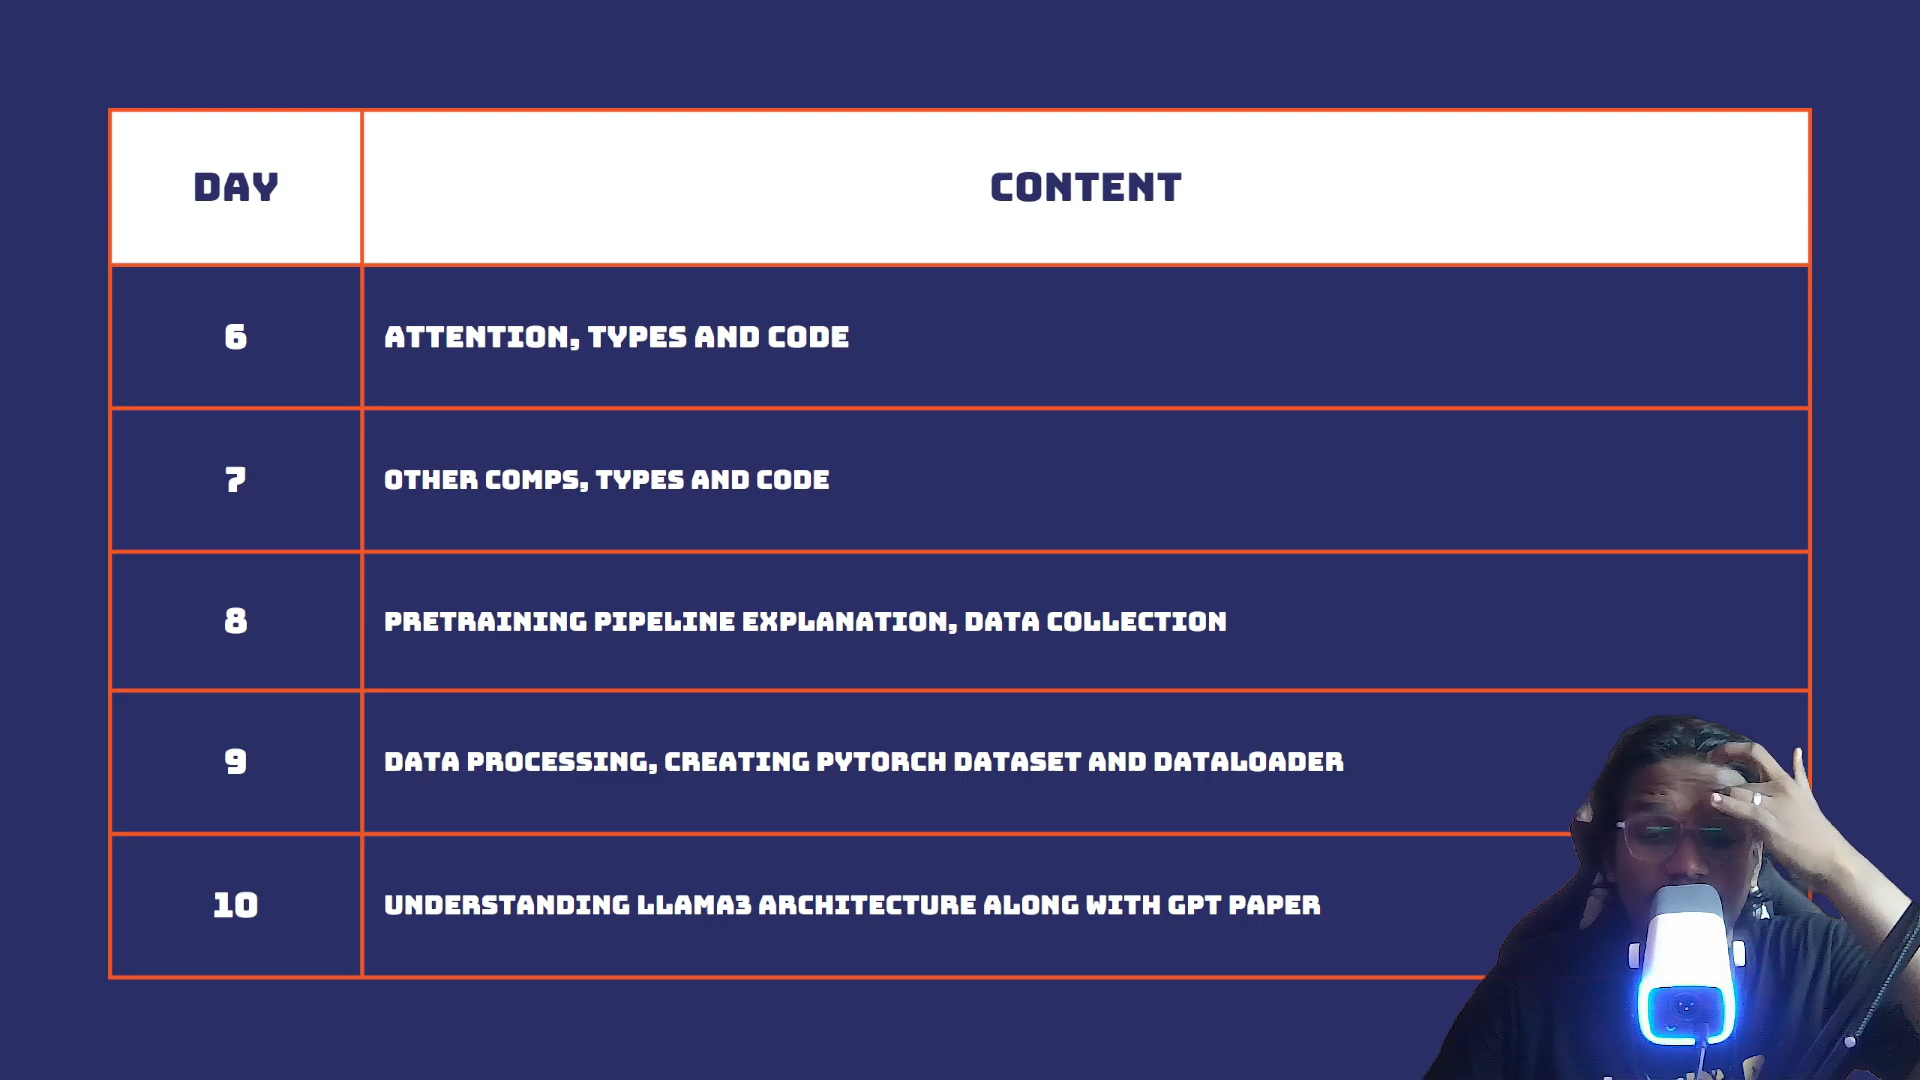 DAY
CONTENT
6
ATTENTION, TYPES AND CODE
7
OTHER COMPS, TYPES AND CODE
8
PRETRAINING PIPELINE EXPLANATION, DATA COLLECTION
9
DATA PROCESSING, CREATING PYTORCH DATASET AND DATALOADER
10
UNDERSTANDING LLAMA3 ARCHITECTURE ALONG WITH GPT PAPER